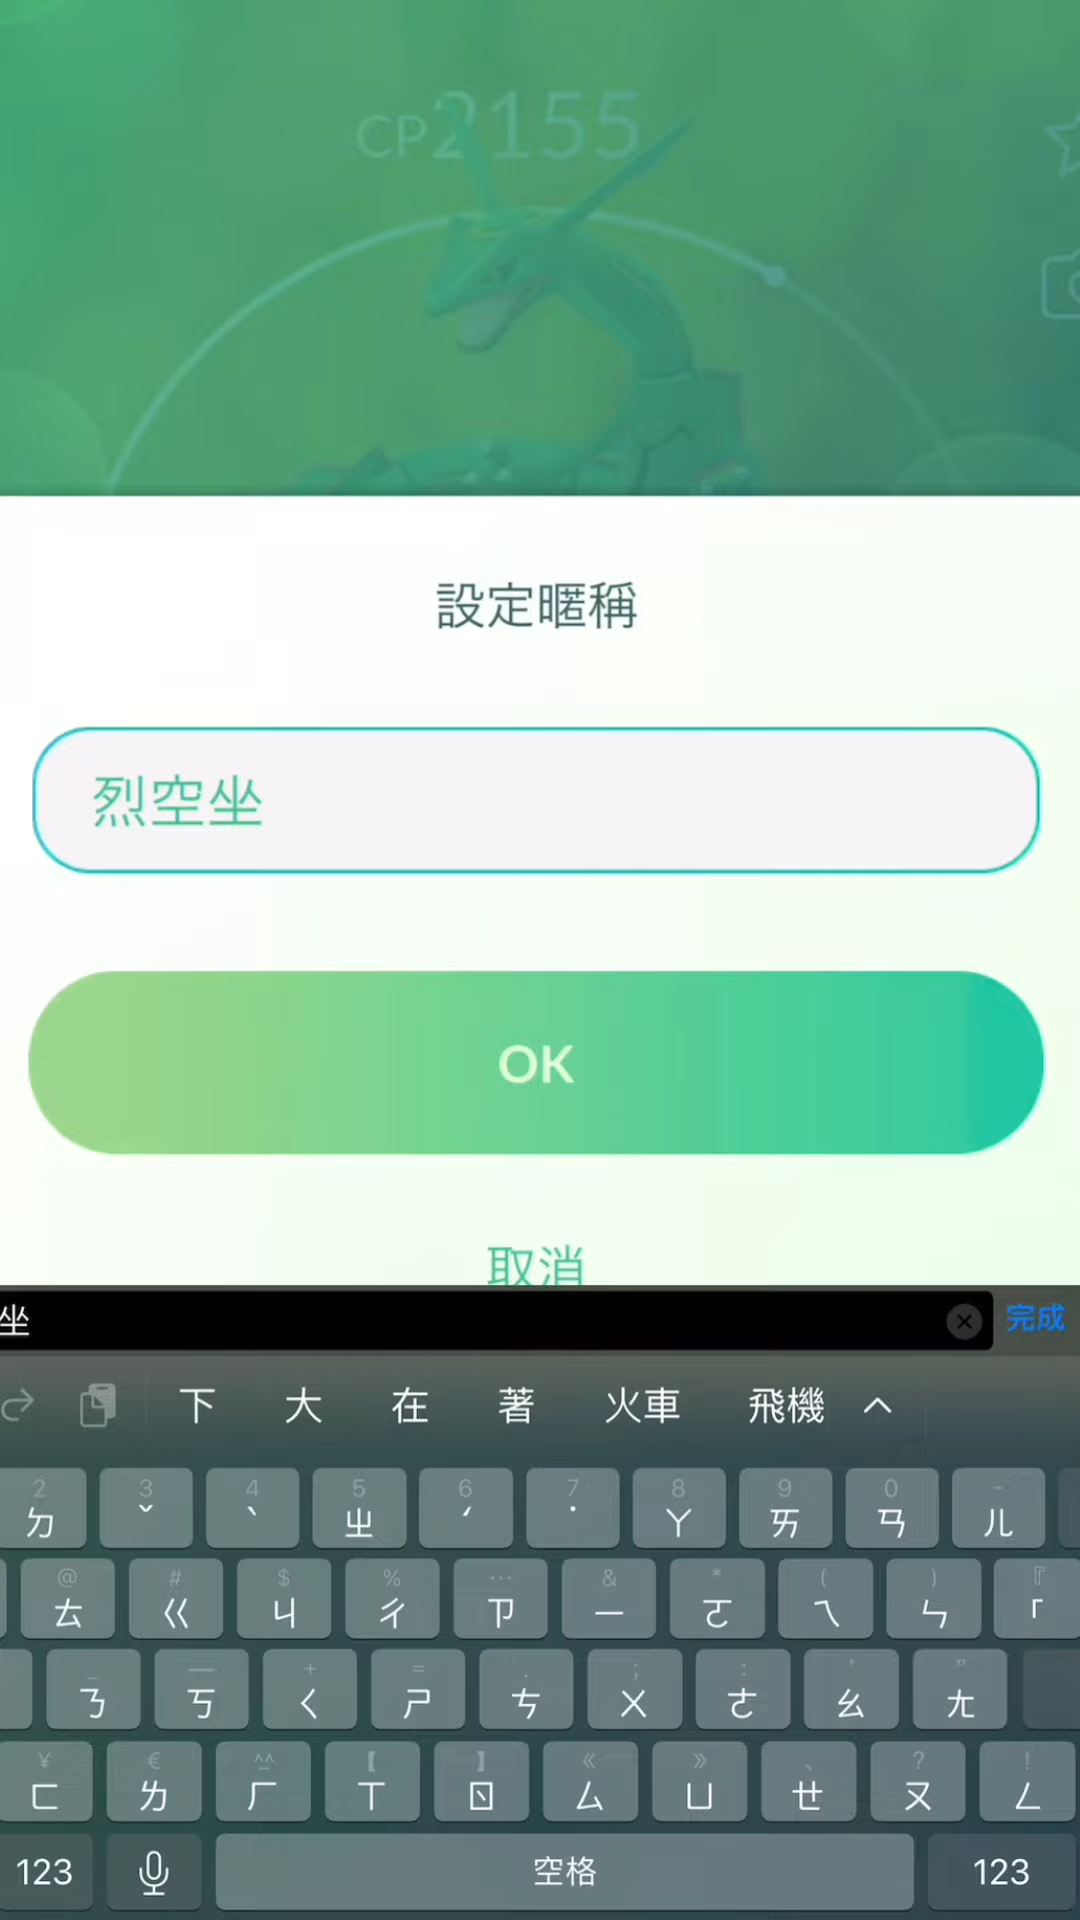 CP2155
設定暱稱
烈空坐
OK
取消
坐 完成
下 大 在 著 火車 飛機
2 3 4 5 6 7 8 9 0 -
ㄉ ˇ ˋ ㄓ ˊ ˙ ㄚ ㄞ ㄢ ㄦ
@ # $ % … & * ( ) 『
ㄊ ㄍ ㄐ ㄔ ㄗ ㄧ ㄛ ㄟ ㄣ 「
_ — + = . ; : , "
ㄋ ㄎ ㄑ ㄕ ㄘ ㄨ ㄜ ㄠ ㄤ
¥ € ^^ 【 】 《 》 、 ? !
ㄈ ㄌ ㄏ ㄒ ㄖ ㄙ ㄩ ㄝ ㄡ ㄥ
123 空格 123